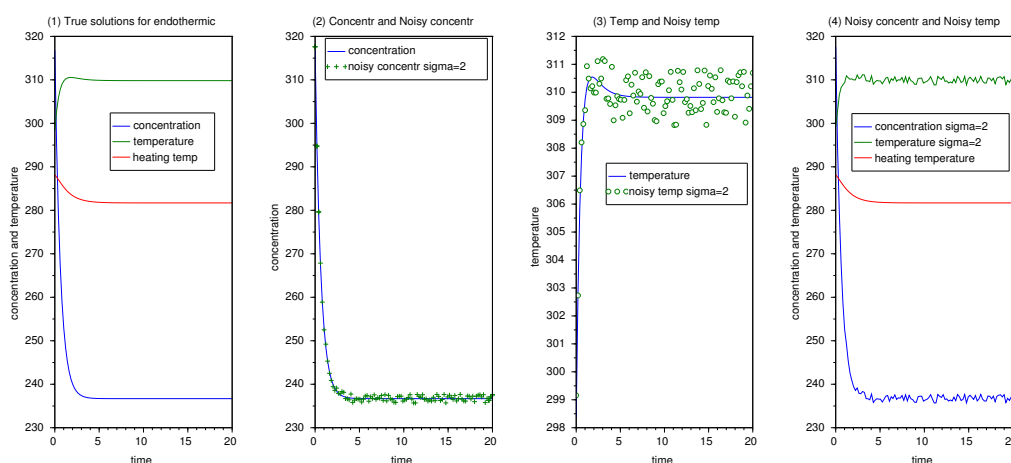 (1) True solutions for endothermic
320
310
300
290
280
270
260
250
240
230
0
5
10
15
20
time
concentration and temperature
concentration
temperature
heating temp
(2) Concentr and Noisy concentr
320
310
300
290
280
270
260
250
240
230
0
5
10
15
20
time
concentration
concentration
noisy concentr sigma=2
(3) Temp and Noisy temp
312
311
310
309
308
307
306
305
304
303
302
301
300
299
298
0
5
10
15
20
time
temperature
temperature
noisy temp sigma=2
(4) Noisy concentr and Noisy temp
320
310
300
290
280
270
260
250
240
230
0
5
10
15
20
time
concentration and temperature
concentration sigma=2
temperature sigma=2
heating temperature